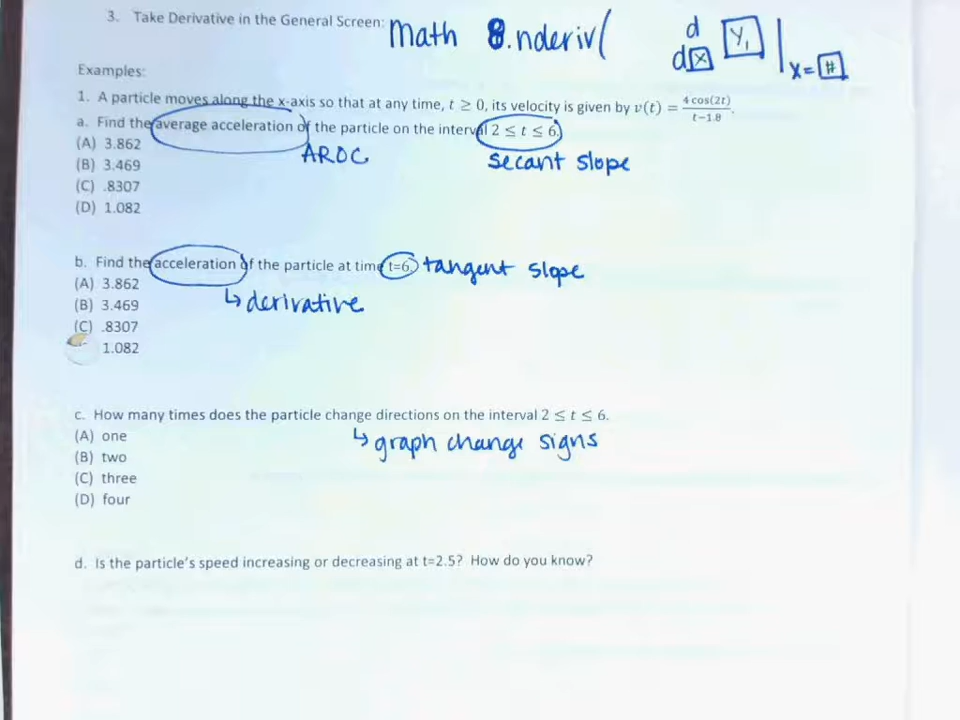 3. Take Derivative in the General Screen: math 8.nderiv( d/d[x] [Y₁] | x=[#]
Examples:
1. A particle moves along the x-axis so that at any time, t ≥ 0, its velocity is given by v(t) = 4 cos(2t)/t−1.8.
a. Find the average acceleration of the particle on the interval 2 ≤ t ≤ 6.
(A) 3.862
AROC secant slope
(B) 3.469
(C) .8307
(D) 1.082
b. Find the acceleration of the particle at time t=6. tangent slope
(A) 3.862
(B) 3.469
↳ derivative
(C) .8307
1.082
c. How many times does the particle change directions on the interval 2 ≤ t ≤ 6.
(A) one
↳ graph change signs
(B) two
(C) three
(D) four
d. Is the particle's speed increasing or decreasing at t=2.5? How do you know?